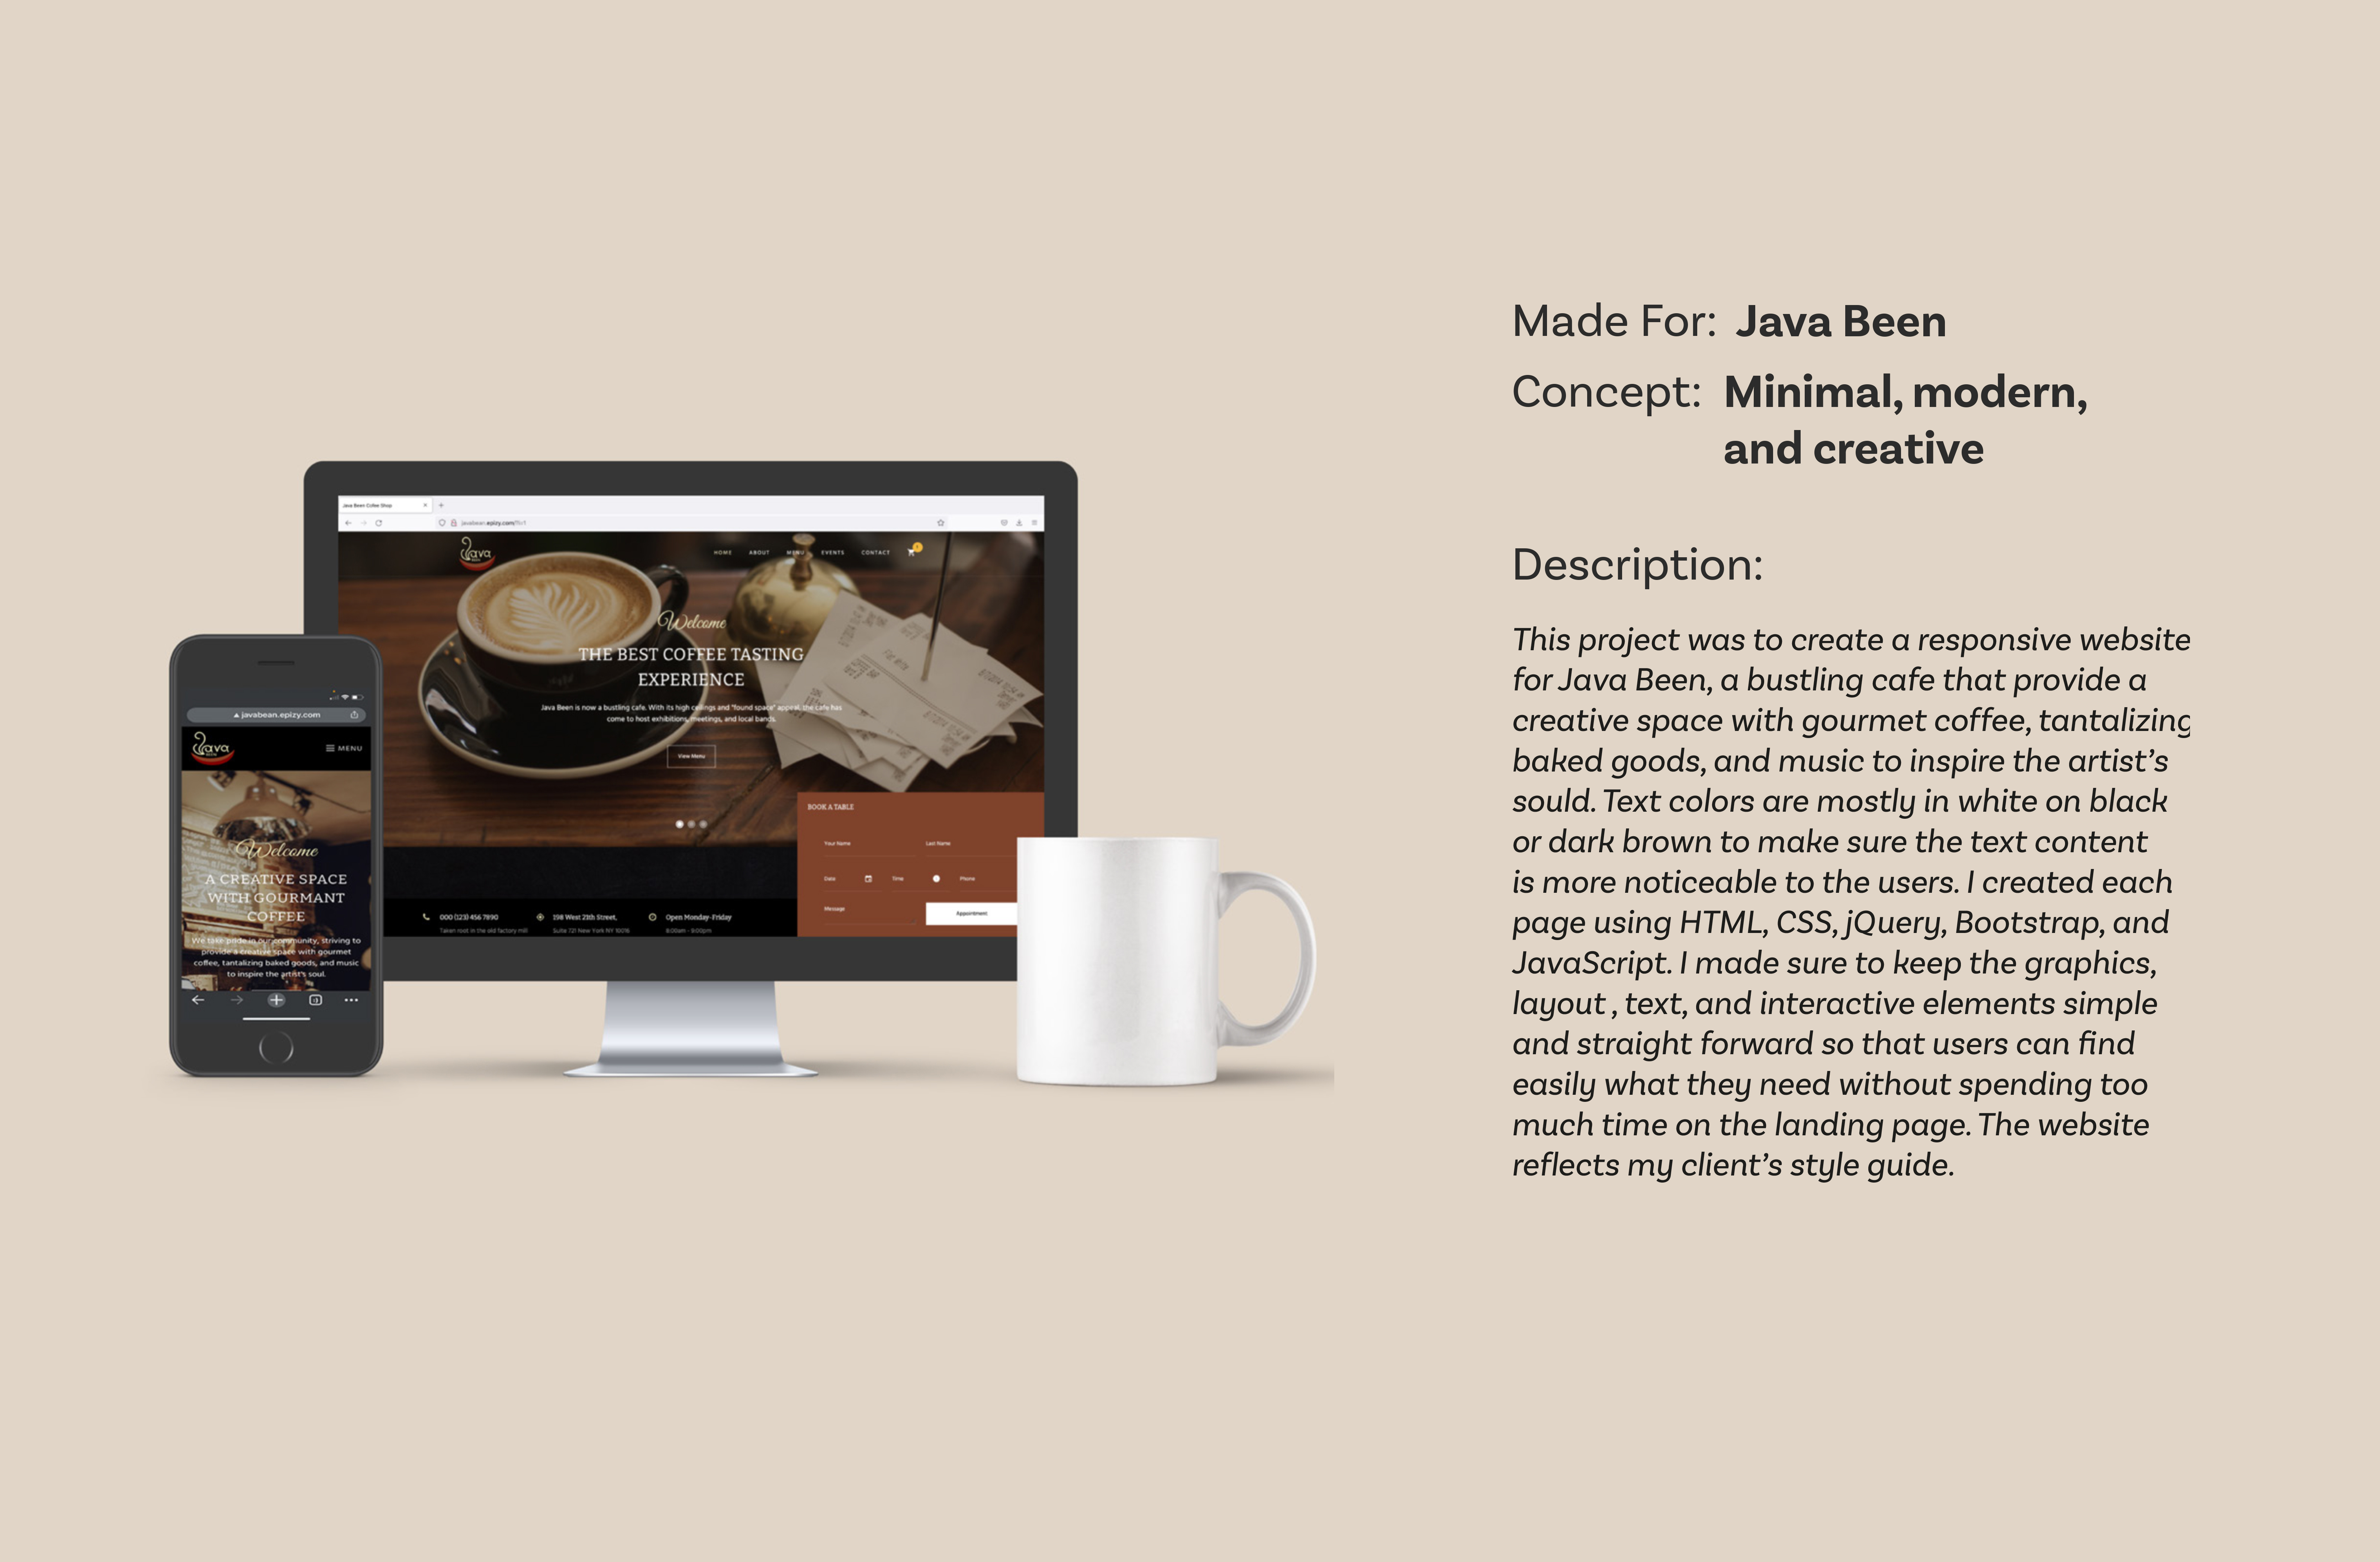 Made For: Java Been
Concept: Minimal, modern,
and creative
Description:
This project was to create a responsive website
for Java Been, a bustling cafe that provide a
creative space with gourmet coffee, tantalizing
baked goods, and music to inspire the artist's
sould. Text colors are mostly in white on black
or dark brown to make sure the text content
is more noticeable to the users. I created each
page using HTML, CSS, jQuery, Bootstrap, and
JavaScript. I made sure to keep the graphics,
layout , text, and interactive elements simple
and straight forward so that users can find
easily what they need without spending too
much time on the landing page. The website
reflects my client's style guide.
Java Been Coffee Shop
javabean.epizy.com/?i=1
Java
HOME ABOUT MENU EVENTS CONTACT
Welcome
THE BEST COFFEE TASTING
EXPERIENCE
Java Been is now a bustling cafe. With its high ceilings and "found space" appeal, the cafe has
come to host exhibitions, meetings, and local bands.
View Menu
BOOK A TABLE
Your Name Last Name
Date Time Phone
Message Appointment
000 (123) 456 7890 198 West 21th Street, Open Monday-Friday
Taken root in the old factory mill Suite 721 New York NY 10016 8:00am - 9:00pm
javabean.epizy.com
Java
MENU
Welcome
A CREATIVE SPACE
WITH GOURMANT
COFFEE
We take pride in our community, striving to
provide a creative space with gourmet
coffee, tantalizing baked goods, and music
to inspire the artist's soul.